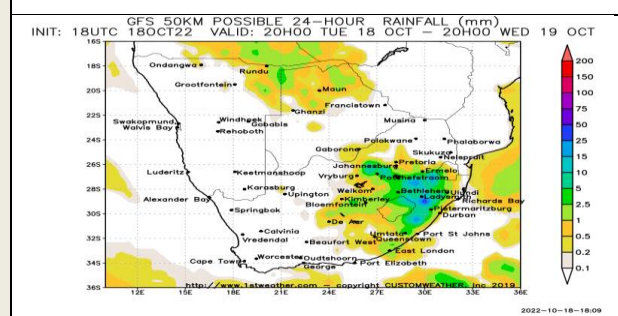 GFS 50KM POSSIBLE 24-HOUR RAINFALL (mm)
INIT: 18UTC 18OCT22 VALID: 20H00 TUE 18 OCT - 20H00 WED 19 OCT
16S
18S
20S
22S
24S
26S
28S
30S
32S
34S
36S
Ondangwa
Rundu
Grootfontein
Maun
Ghanzi
Francistown
Swakopmund
Walvis Bay
Windhoek
Gobabis
Rehoboth
Musina
Polokwane
Phalaborwa
Skukuza
Gaborone
Pretoria
Nelspruit
Johannesburg
Luderitz
Keetmanshoop
Vryburg
Potchefstroom
Ermelo
Karasburg
Upington
Welkom
Bethlehem
Ulundi
Alexander Bay
Kimberley
Ladysmith
Richards Bay
Bloemfontein
Springbok
Pietermaritzburg
De Aar
Durban
Calvinia
Vredendal
Umtata
Port St Johns
Beaufort West
Queenstown
East London
Cape Town
Worcester
Oudtshoorn
George
Port Elizabeth
http://www.1stweather.com - copyright CUSTOMWEATHER, Inc 2019
12E 15E 18E 21E 24E 27E 30E 33E 36E
200
150
100
75
50
25
15
10
5
2.5
1
0.5
0.2
0.1
2022-10-18-18:09